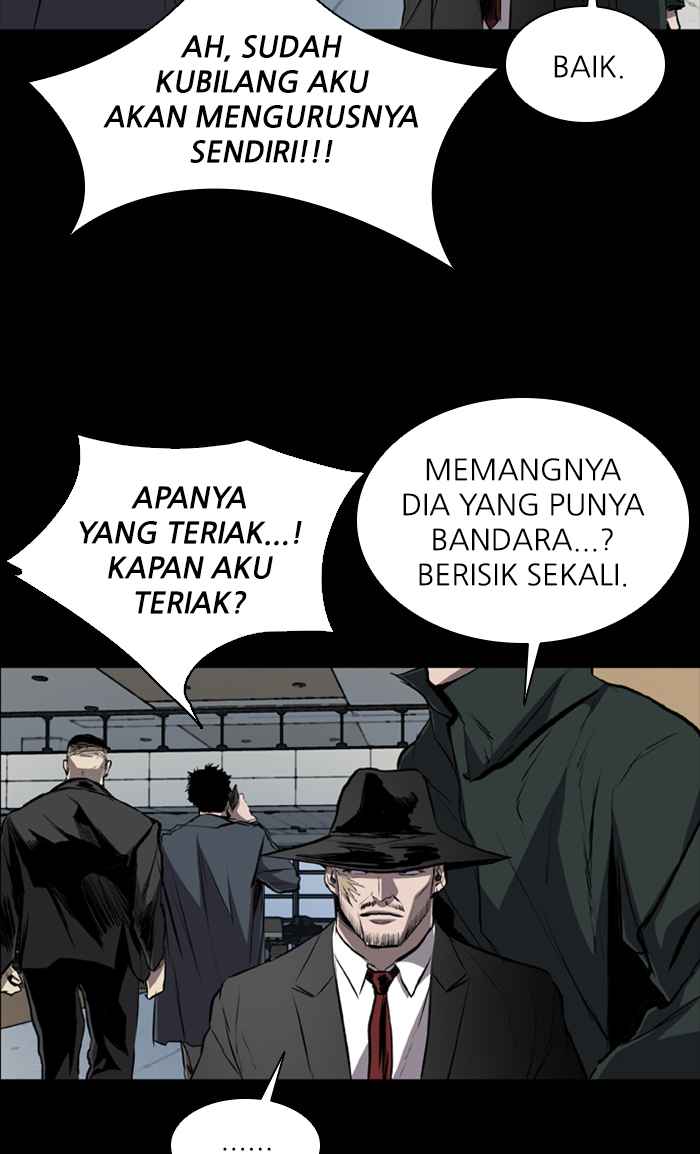 AH, SUDAH
KUBILANG AKU
AKAN MENGURUSNYA
SENDIRI!!!
BAIK.
APANYA
YANG TERIAK...!
KAPAN AKU
TERIAK?
MEMANGNYA
DIA YANG PUNYA
BANDARA...?
BERISIK SEKALI.
......